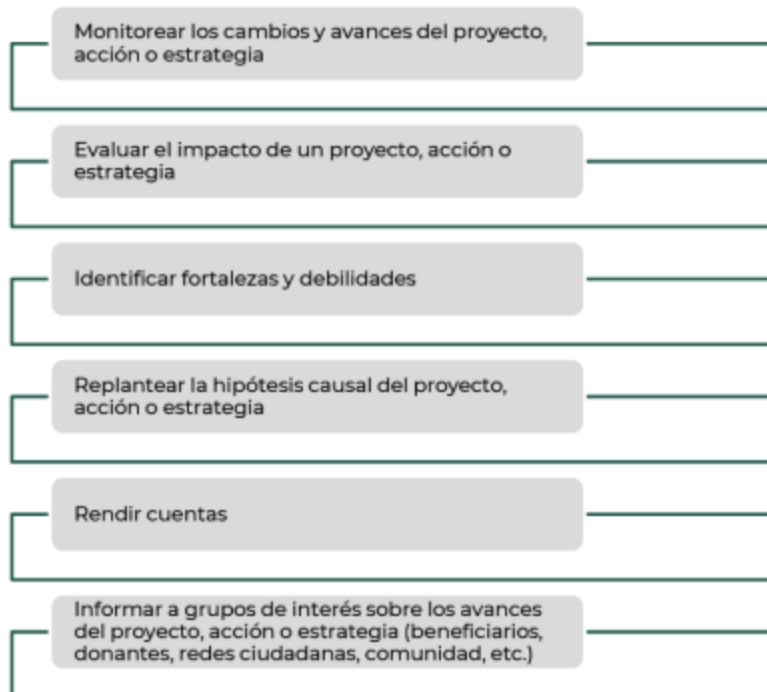 Monitorear los cambios y avances del proyecto,
acción o estrategia
Evaluar el impacto de un proyecto, acción o
estrategia
Identificar fortalezas y debilidades
Replantear la hipótesis causal del proyecto,
acción o estrategia
Rendir cuentas
Informar a grupos de interés sobre los avances
del proyecto, acción o estrategia (beneficiarios,
donantes, redes ciudadanas, comunidad, etc.)